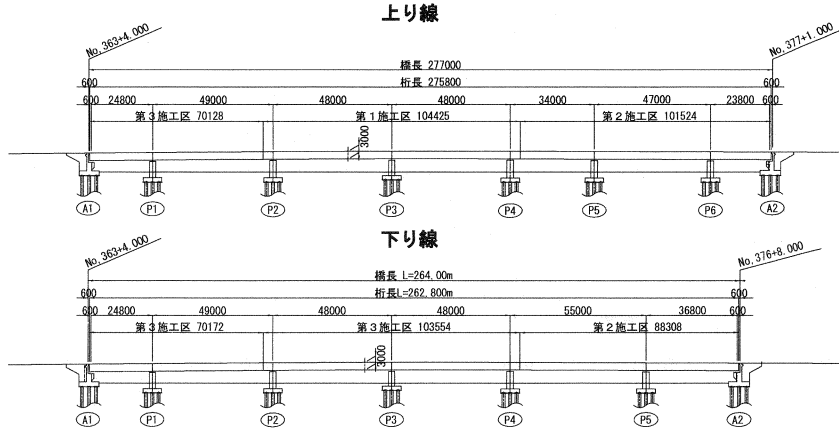 上り線
No,363+4.000
No,377+1.000
橋長 277000
600 桁長 275800 600
600 24800 49000 48000 48000 34000 47000 23800 600
第3施工区 70128 第1施工区 104425 第2施工区 101524
3000
A1 P1 P2 P3 P4 P5 P6 A2
下り線
No,363+4.000
No,376+8.000
橋長 L=264.00m
600 桁長L=262.800m 600
600 24800 49000 48000 48000 55000 36800 600
第3施工区 70172 第3施工区 103554 第2施工区 88308
3000
A1 P1 P2 P3 P4 P5 A2